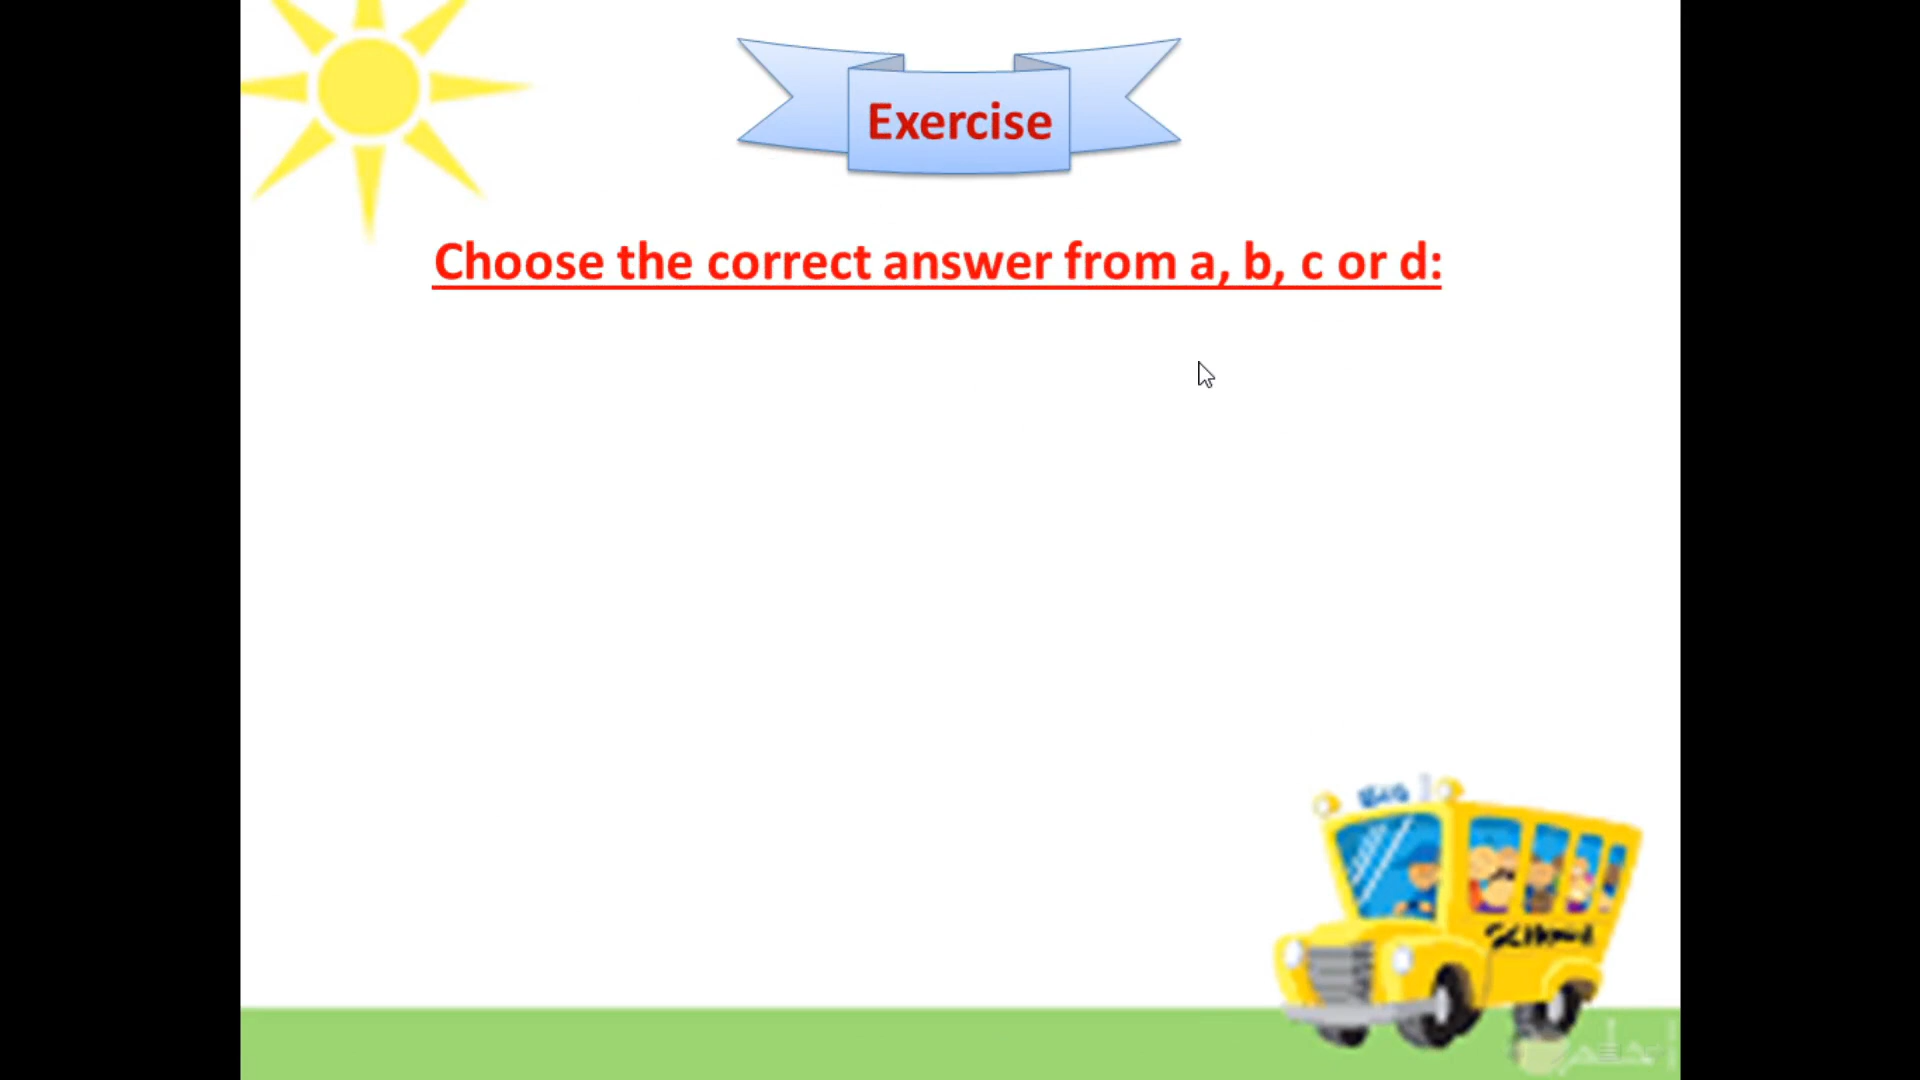 Exercise
Choose the correct answer from a, b, c or d: